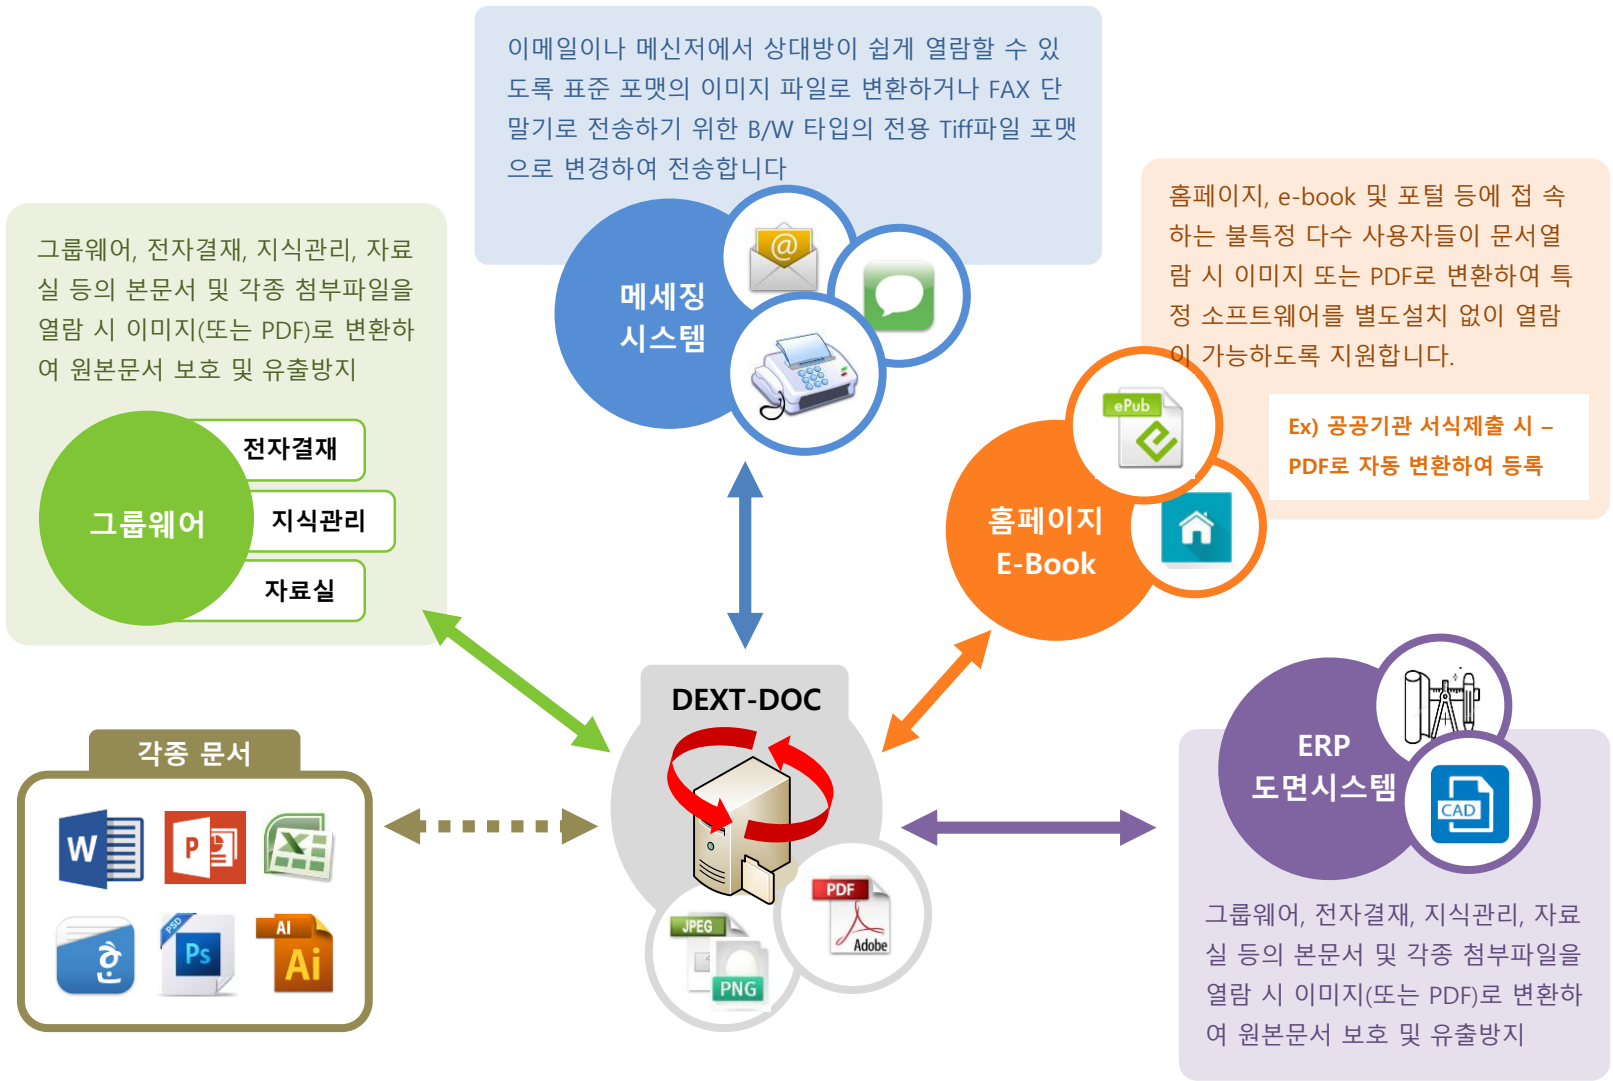 이메일이나 메신저에서 상대방이 쉽게 열람할 수 있
도록 표준 포맷의 이미지 파일로 변환하거나 FAX 단
말기로 전송하기 위한 B/W 타입의 전용 Tiff파일 포맷
으로 변경하여 전송합니다
메세징
시스템
홈페이지, e-book 및 포털 등에 접 속
하는 불특정 다수 사용자들이 문서열
람 시 이미지 또는 PDF로 변환하여 특
정 소프트웨어를 별도설치 없이 열람
이 가능하도록 지원합니다.
Ex) 공공기관 서식제출 시 –
PDF로 자동 변환하여 등록
ePub
홈페이지
E-Book
그룹웨어, 전자결재, 지식관리, 자료
실 등의 본문서 및 각종 첨부파일을
열람 시 이미지(또는 PDF)로 변환하
여 원본문서 보호 및 유출방지
그룹웨어
전자결재
지식관리
자료실
DEXT-DOC
JPEG
PNG
PDF
Adobe
각종 문서
W
P
X
한
PSD
Ps
AI
Ai
ERP
도면시스템
CAD
그룹웨어, 전자결재, 지식관리, 자료
실 등의 본문서 및 각종 첨부파일을
열람 시 이미지(또는 PDF)로 변환하
여 원본문서 보호 및 유출방지